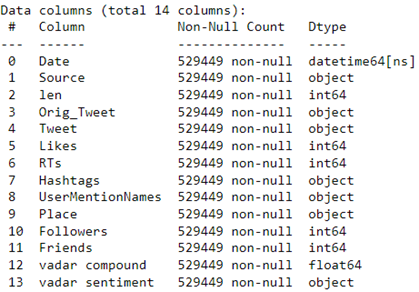 Data columns (total 14 columns):
 #   Column            Non-Null Count   Dtype
---  ------            --------------   -----
 0   Date              529449 non-null  datetime64[ns]
 1   Source            529449 non-null  object
 2   len               529449 non-null  int64
 3   Orig_Tweet        529449 non-null  object
 4   Tweet             529449 non-null  object
 5   Likes             529449 non-null  int64
 6   RTs               529449 non-null  int64
 7   Hashtags          529449 non-null  object
 8   UserMentionNames  529449 non-null  object
 9   Place             529449 non-null  object
 10  Followers         529449 non-null  int64
 11  Friends           529449 non-null  int64
 12  vadar compound    529449 non-null  float64
 13  vadar sentiment   529449 non-null  object